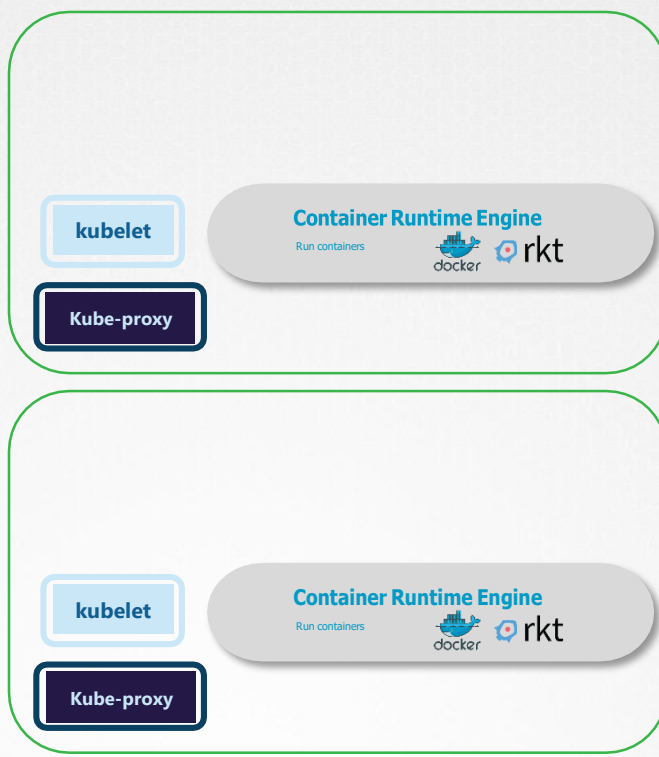 Container Runtime Engine
kubelet
Run containers
docker
rkt
Kube-proxy
Container Runtime Engine
kubelet
Run containers
docker
rkt
Kube-proxy